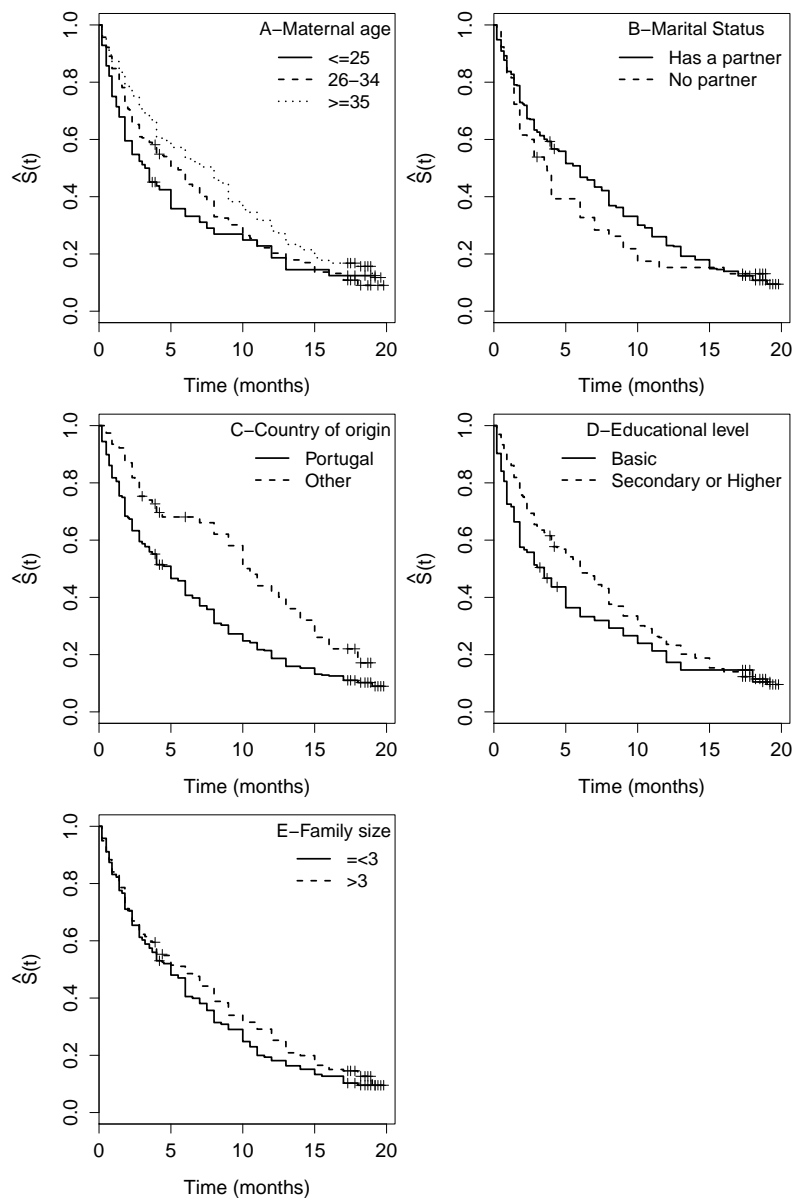 A−Maternal age
<=25
26−34
>=35
Ŝ(t)
0.0 0.2 0.4 0.6 0.8 1.0
0 5 10 15 20
Time (months)
B−Marital Status
Has a partner
No partner
Ŝ(t)
0.0 0.2 0.4 0.6 0.8 1.0
0 5 10 15 20
Time (months)
C−Country of origin
Portugal
Other
Ŝ(t)
0.0 0.2 0.4 0.6 0.8 1.0
0 5 10 15 20
Time (months)
D−Educational level
Basic
Secondary or Higher
Ŝ(t)
0.0 0.2 0.4 0.6 0.8 1.0
0 5 10 15 20
Time (months)
E−Family size
=<3
>3
Ŝ(t)
0.0 0.2 0.4 0.6 0.8 1.0
0 5 10 15 20
Time (months)